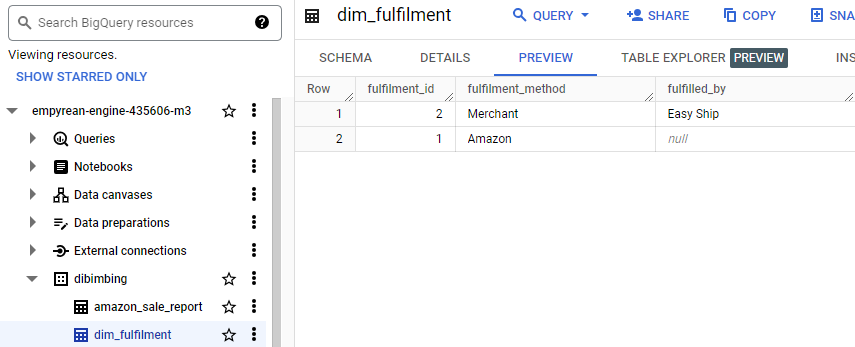 Search BigQuery resources
Viewing resources.
SHOW STARRED ONLY
empyrean-engine-435606-m3
Queries
Notebooks
Data canvases
Data preparations
External connections
dibimbing
amazon_sale_report
dim_fulfilment
dim_fulfilment QUERY SHARE COPY SNA
SCHEMA DETAILS PREVIEW TABLE EXPLORER PREVIEW INS
Row fulfilment_id fulfilment_method fulfilled_by
1 2 Merchant Easy Ship
2 1 Amazon null